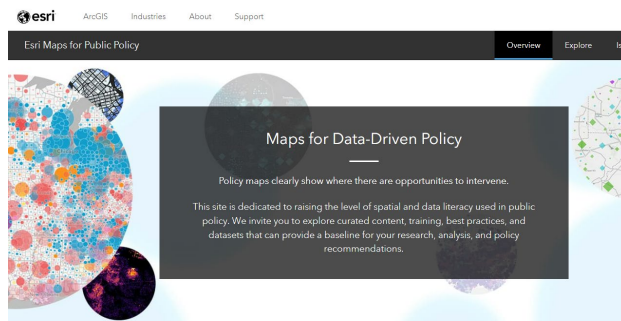 esri ArcGIS Industries About Support
Esri Maps for Public Policy Overview Explore
Maps for Data-Driven Policy
Policy maps clearly show where there are opportunities to intervene.
This site is dedicated to raising the level of spatial and data literacy used in public
policy. We invite you to explore curated content, training, best practices, and
datasets that can provide a baseline for your research, analysis, and policy
recommendations.